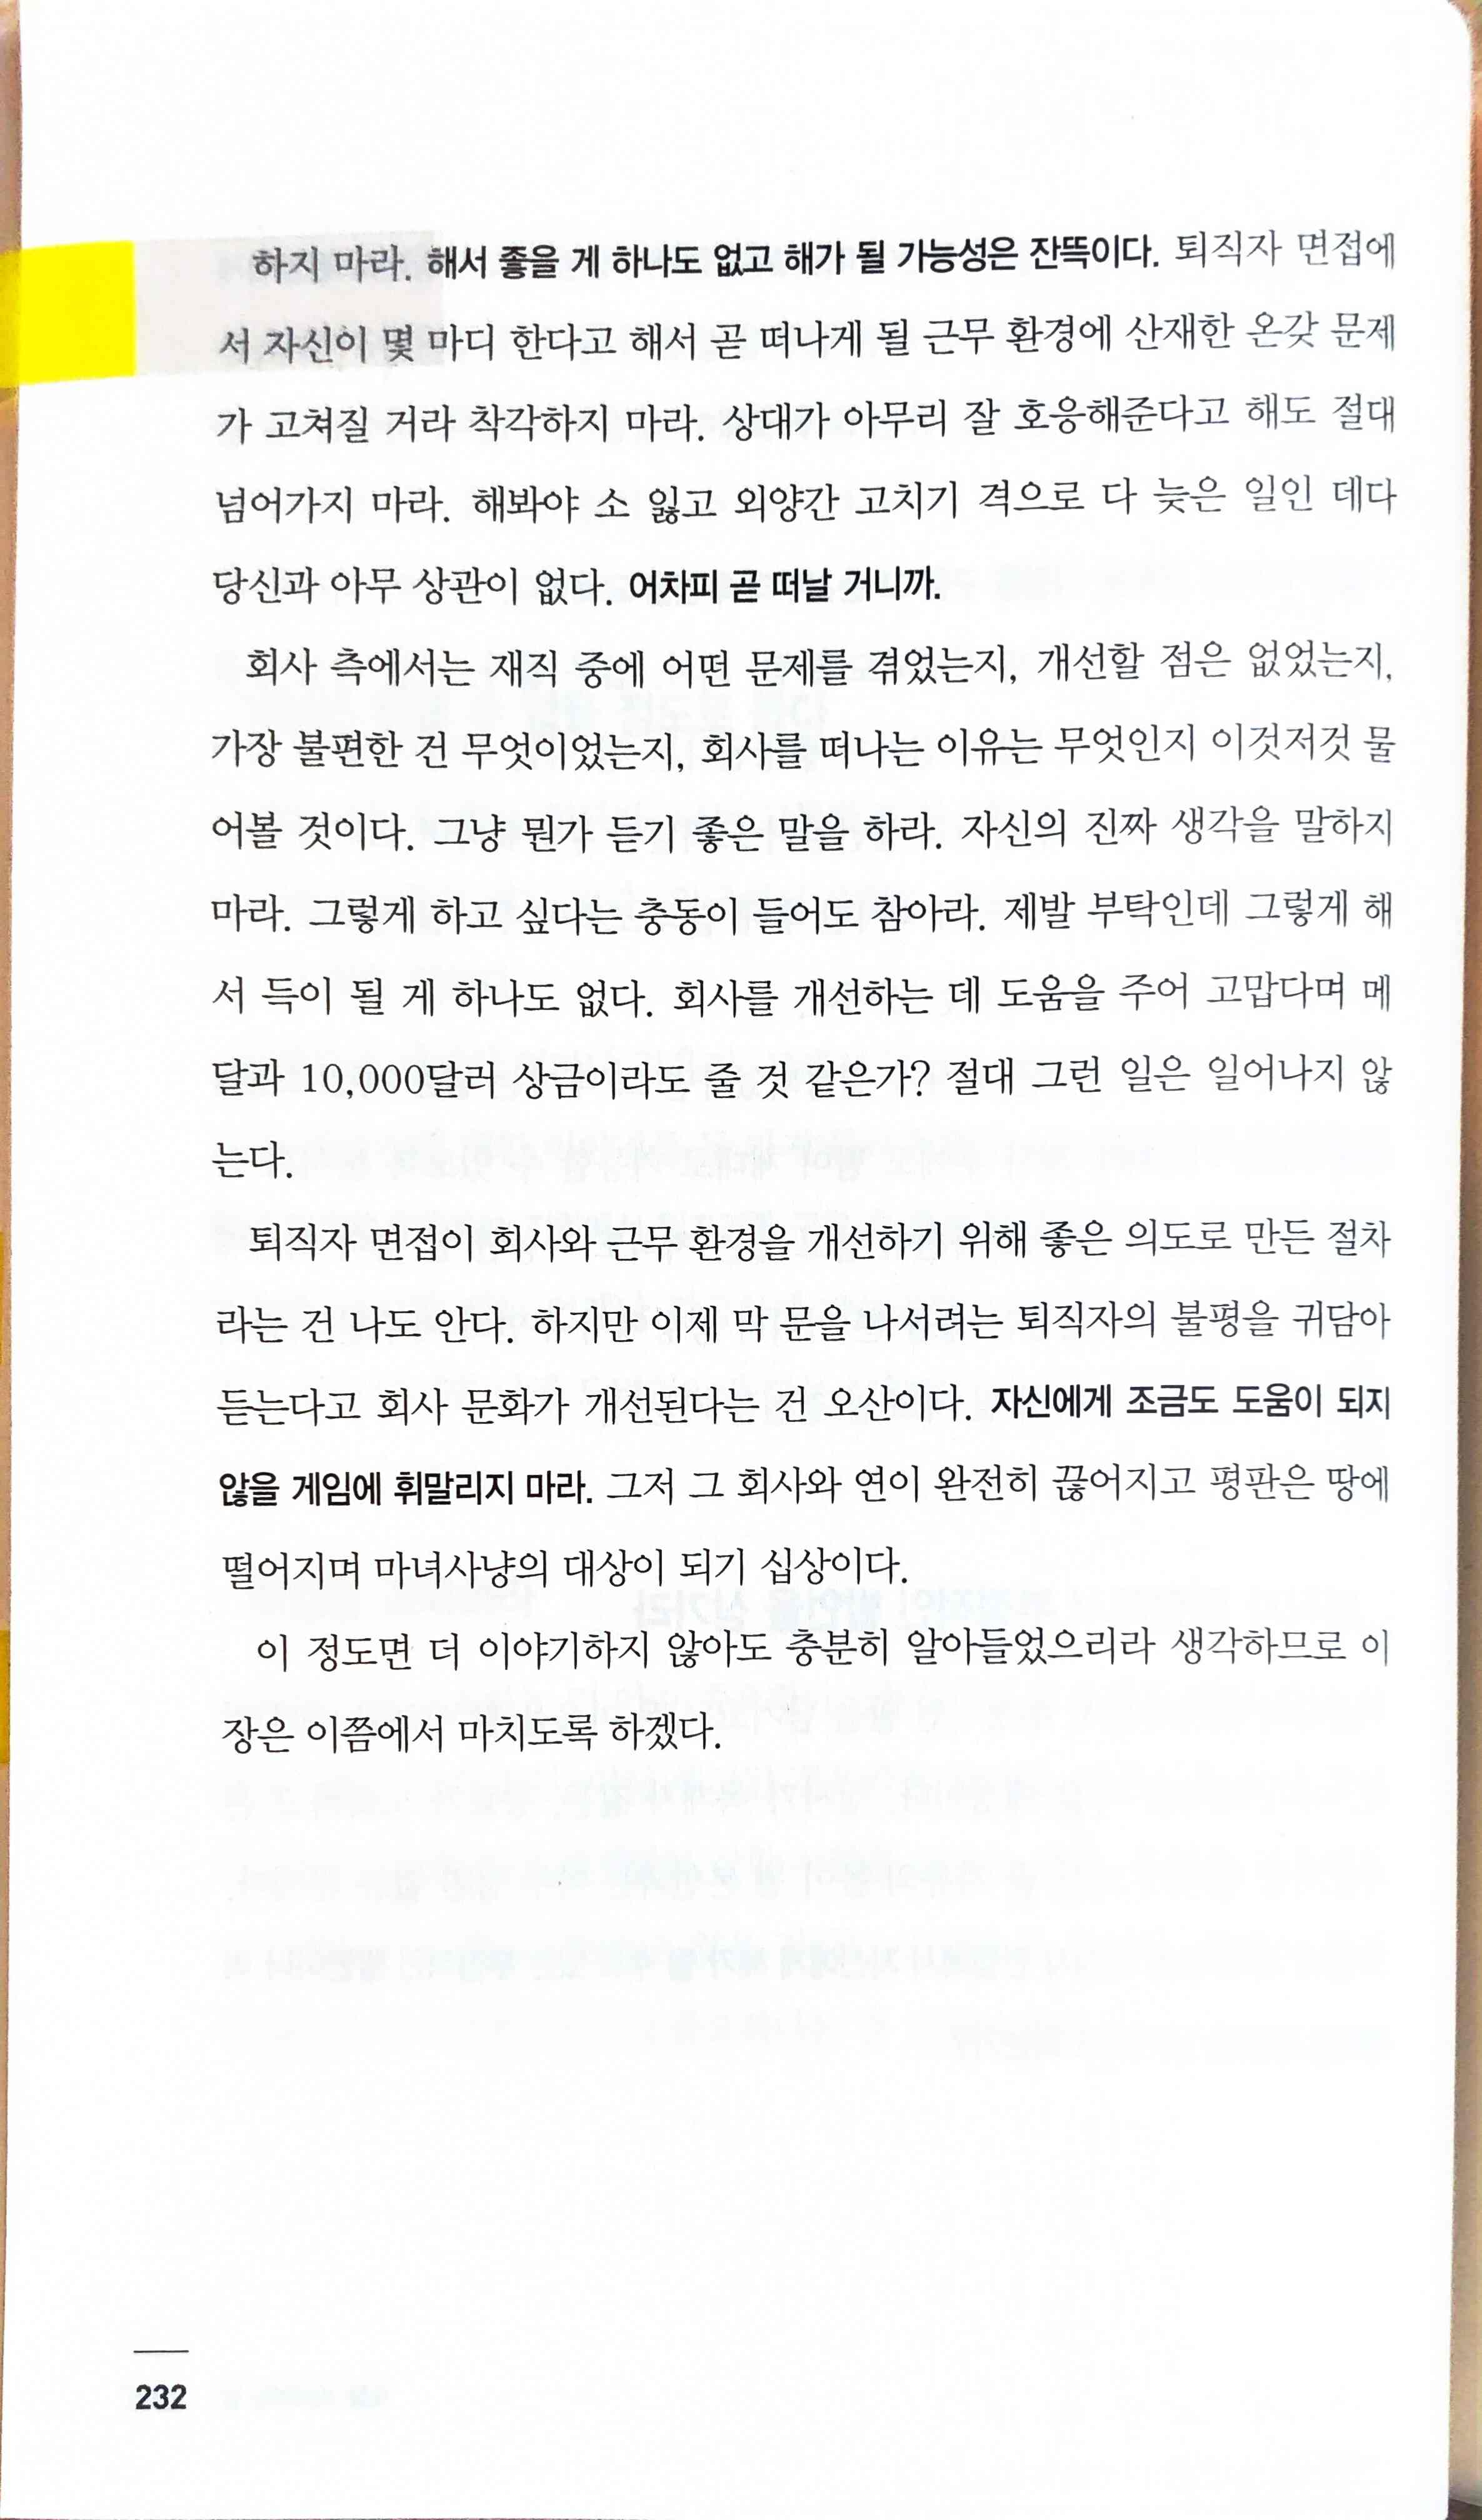 하지 마라. 해서 좋을 게 하나도 없고 해가 될 가능성은 잔뜩이다. 퇴직자 면접에
서 자신이 몇 마디 한다고 해서 곧 떠나게 될 근무 환경에 산재한 온갖 문제
가 고쳐질 거라 착각하지 마라. 상대가 아무리 잘 호응해준다고 해도 절대
넘어가지 마라. 해봐야 소 잃고 외양간 고치기 격으로 다 늦은 일인 데다
당신과 아무 상관이 없다. 어차피 곧 떠날 거니까.
회사 측에서는 재직 중에 어떤 문제를 겪었는지, 개선할 점은 없었는지,
가장 불편한 건 무엇이었는지, 회사를 떠나는 이유는 무엇인지 이것저것 물
어볼 것이다. 그냥 뭔가 듣기 좋은 말을 하라. 자신의 진짜 생각을 말하지
마라. 그렇게 하고 싶다는 충동이 들어도 참아라. 제발 부탁인데 그렇게 해
서 득이 될 게 하나도 없다. 회사를 개선하는 데 도움을 주어 고맙다며 메
달과 10,000달러 상금이라도 줄 것 같은가? 절대 그런 일은 일어나지 않
는다.
퇴직자 면접이 회사와 근무 환경을 개선하기 위해 좋은 의도로 만든 절차
라는 건 나도 안다. 하지만 이제 막 문을 나서려는 퇴직자의 불평을 귀담아
듣는다고 회사 문화가 개선된다는 건 오산이다. 자신에게 조금도 도움이 되지
않을 게임에 휘말리지 마라. 그저 그 회사와 연이 완전히 끊어지고 평판은 땅에
떨어지며 마녀사냥의 대상이 되기 십상이다.
이 정도면 더 이야기하지 않아도 충분히 알아들었으리라 생각하므로 이
장은 이쯤에서 마치도록 하겠다.
232